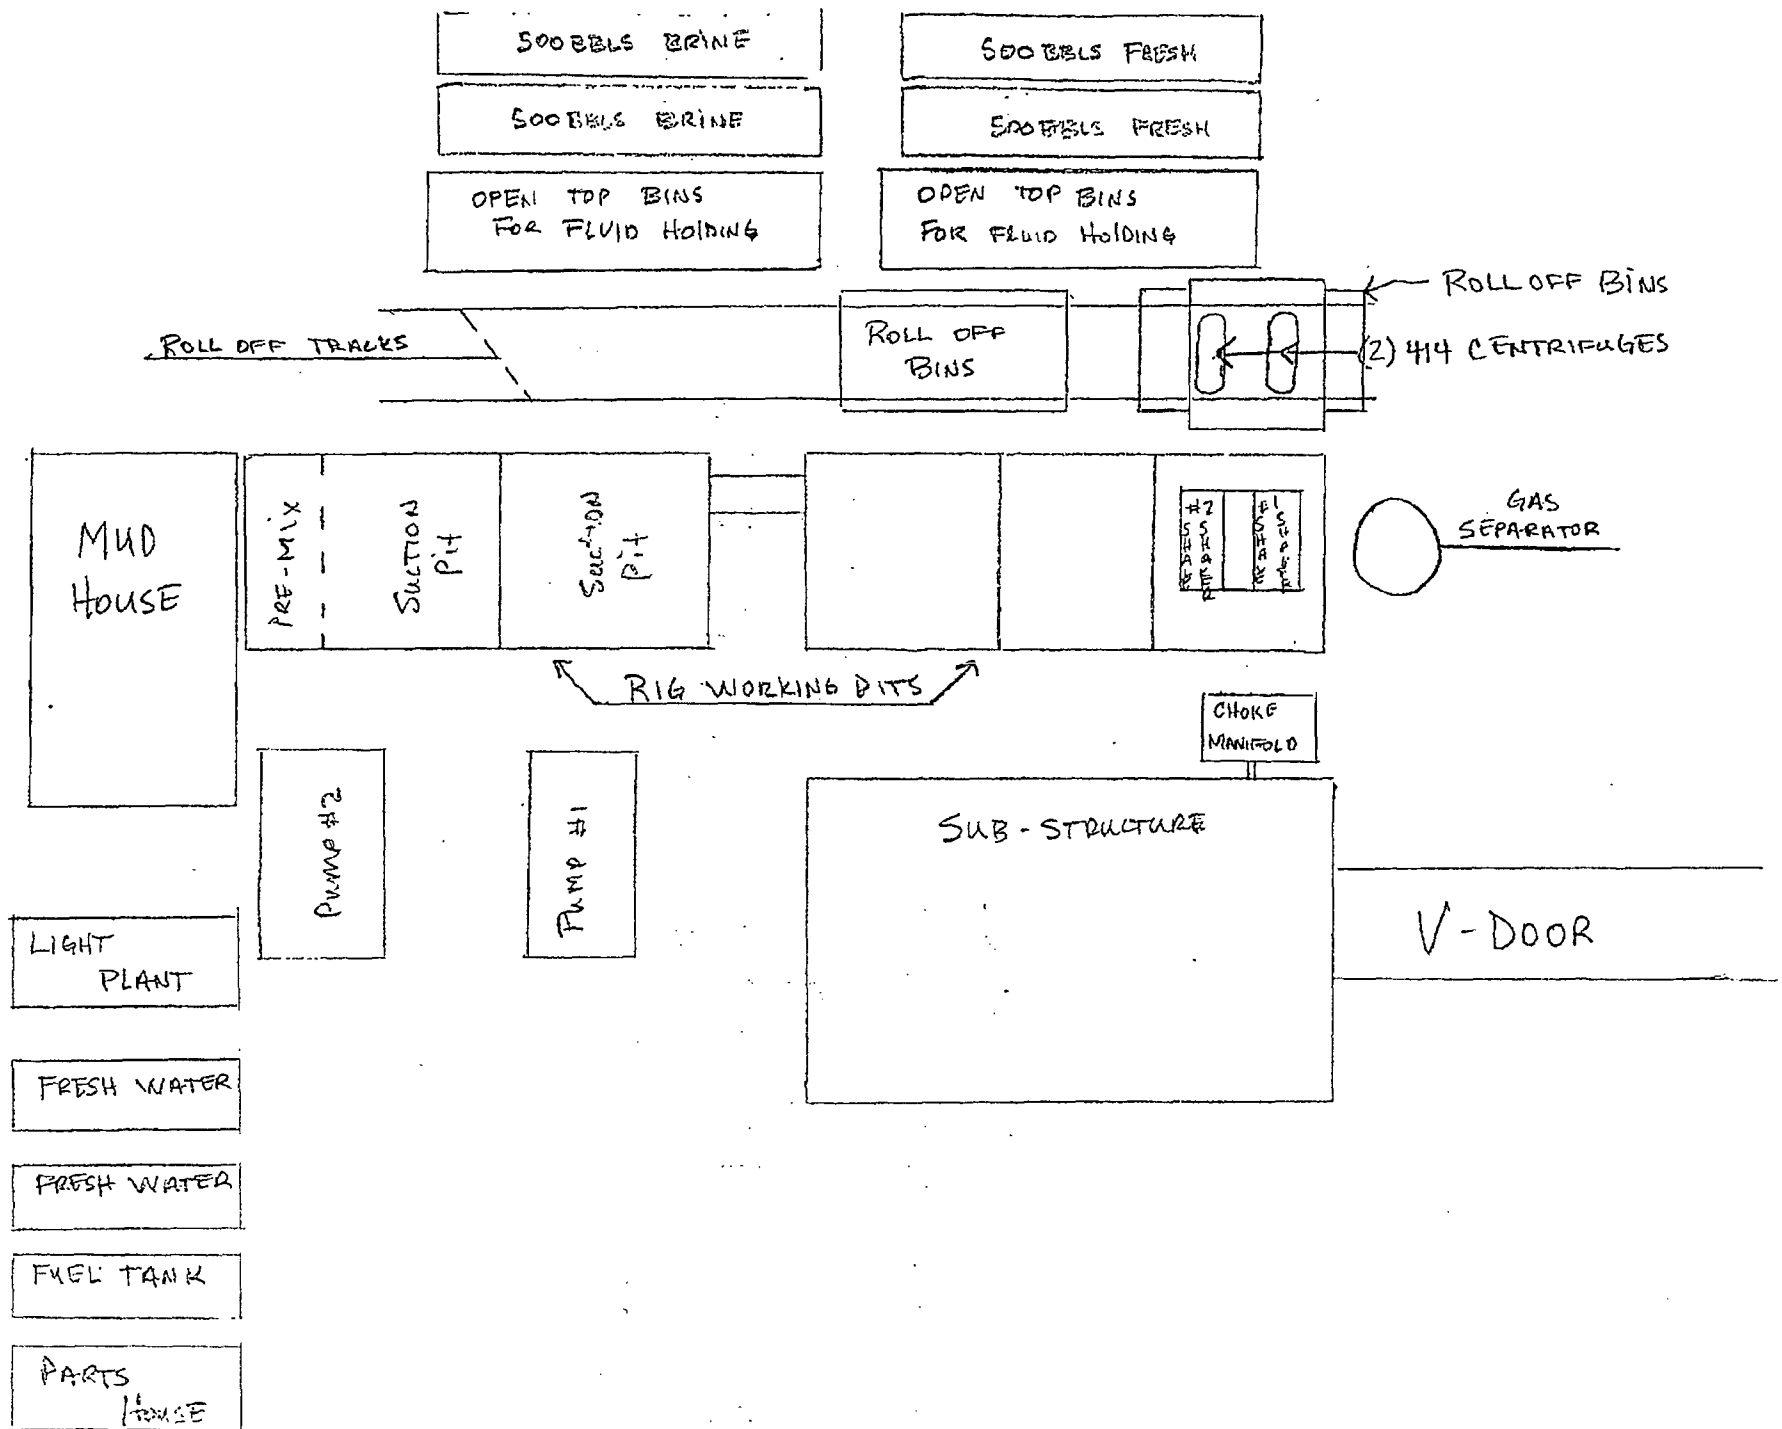 500 BBLS BRINE
500 BBLS FRESH
500 BBLS BRINE
500 BBLS FRESH
OPEN TOP BINS
FOR FLUID HOlDING
OPEN TOP BINS
FOR FLUID HOlDING
ROLL OFF BINS
ROLL OFF TRACKS
ROLL OFF
BINS
(2) 414 CENTRIFUGES
MUD
HOUSE
PRE-MIX
SUCTION
Pit
Suction
pit
#2
SHAKER
SHAKER
#1
SHAKER
SHAKER
GAS
SEPARATOR
RIG WORKING PITS
CHOKE
MANIFOLD
PUMP #2
PUMP #1
SUB-STRUCTURE
V-DOOR
LIGHT
PLANT
FRESH WATER
FRESH WATER
FUEL TANK
PARTS
HOUSE